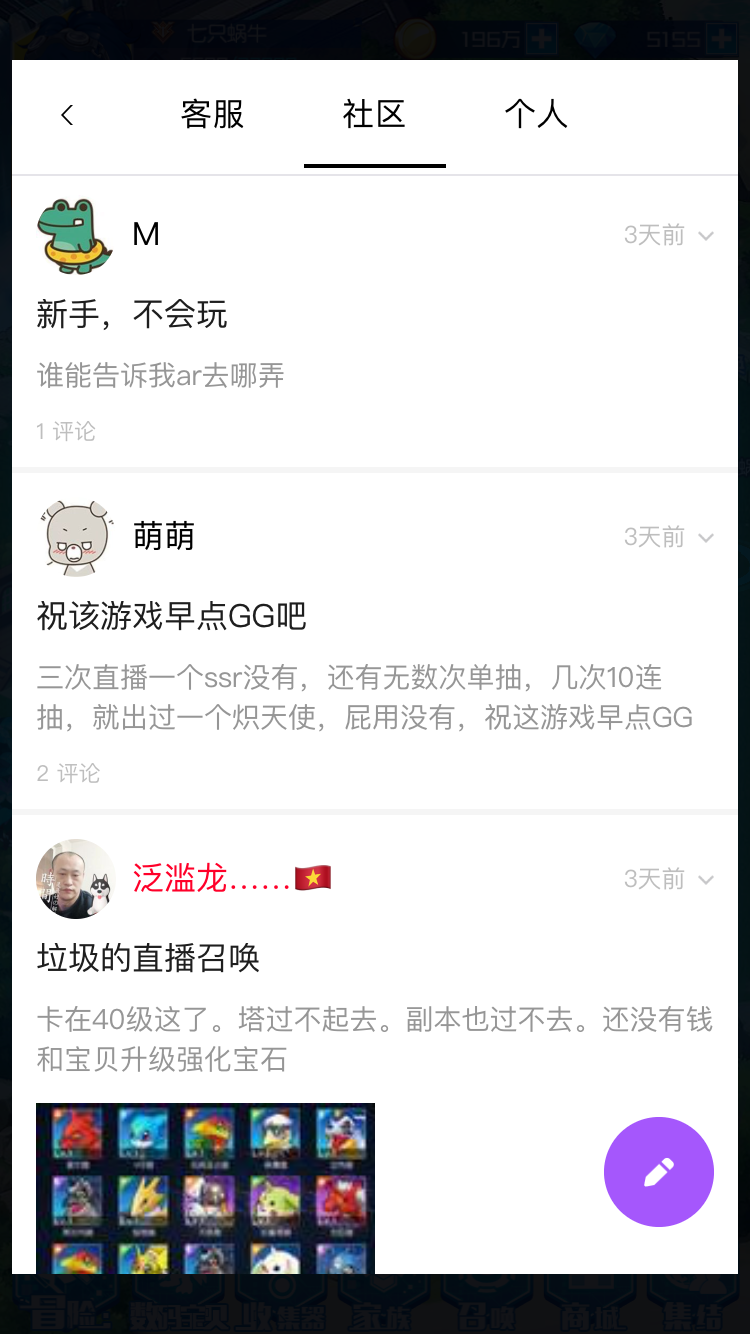 七只蜗牛
196万
5155
客服
社区
个人
M
3天前
新手，不会玩
谁能告诉我ar去哪弄
1 评论
萌萌
3天前
祝该游戏早点GG吧
三次直播一个ssr没有，还有无数次单抽，几次10连
抽，就出过一个炽天使，屁用没有，祝这游戏早点GG
2 评论
泛滥龙……🇻🇳
3天前
垃圾的直播召唤
卡在40级这了。塔过不起去。副本也过不去。还没有钱
和宝贝升级强化宝石
冒险
数码宝贝
收集器
家族
召唤
商城
集结